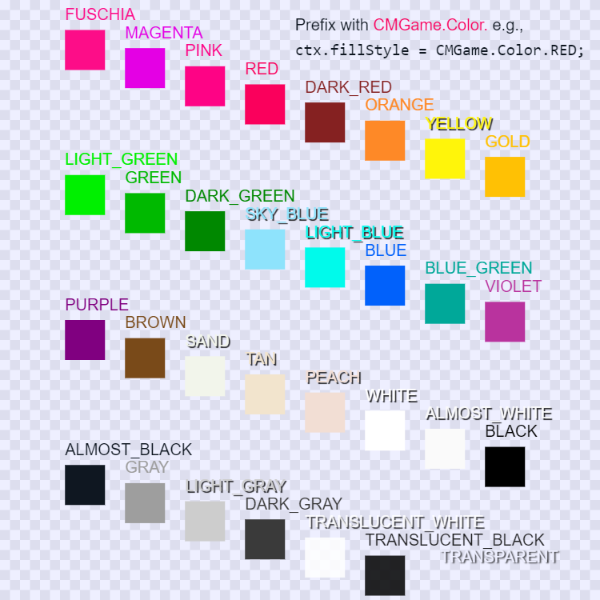 FUSCHIA
Prefix with CMGame.Color. e.g.,
MAGENTA
PINK
ctx.fillStyle = CMGame.Color.RED;
RED
DARK_RED
ORANGE
YELLOW
GOLD
LIGHT_GREEN
GREEN
DARK_GREEN
SKY_BLUE
LIGHT_BLUE
BLUE
BLUE_GREEN
VIOLET
PURPLE
BROWN
SAND
TAN
PEACH
WHITE
ALMOST_WHITE
BLACK
ALMOST_BLACK
GRAY
LIGHT_GRAY
DARK_GRAY
TRANSLUCENT_WHITE
TRANSLUCENT_BLACK
TRANSPARENT